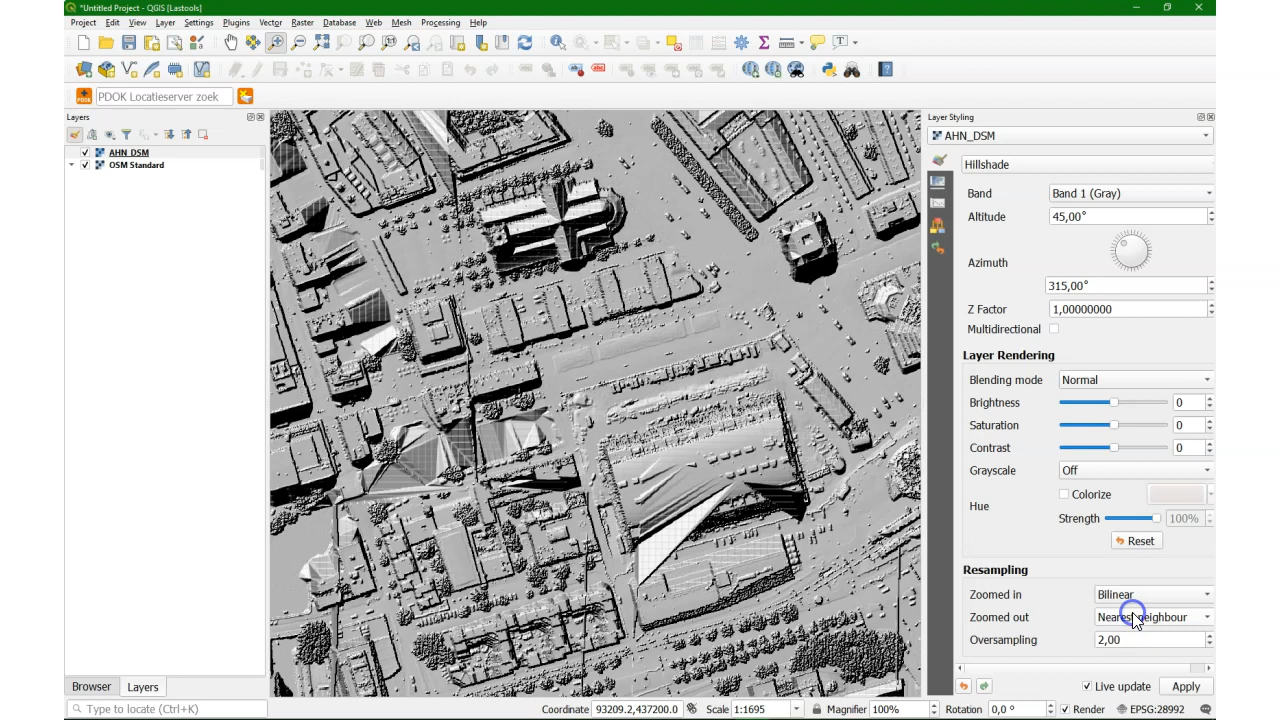 *Untitled Project - QGIS [Lastools]
Project Edit View Layer Settings Plugins Vector Raster Database Web Mesh Processing Help
PDOK PDOK Locatieserver zoek
Layers
AHN_DSM
OSM Standard
Layer Styling
AHN_DSM
Hillshade
Band Band 1 (Gray)
Altitude 45,00°
Azimuth
315,00°
Z Factor 1,00000000
Multidirectional
Layer Rendering
Blending mode Normal
Brightness 0
Saturation 0
Contrast 0
Grayscale Off
Hue Colorize
Strength 100%
Reset
Resampling
Zoomed in Bilinear
Zoomed out Nearest neighbour
Oversampling 2,00
Live update Apply
Browser Layers
Type to locate (Ctrl+K) Coordinate 93209.2,437200.0 Scale 1:1695 Magnifier 100% Rotation 0,0 ° Render EPSG:28992